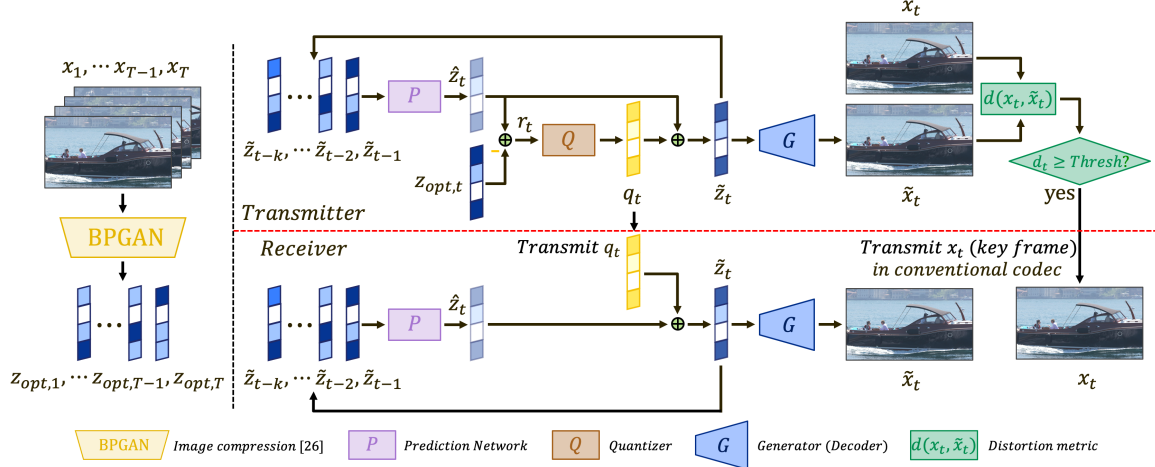 x_1, ⋯ x_{T−1}, x_T
BPGAN
z_{opt,1}, ⋯ z_{opt,T−1}, z_{opt,T}
z̃_{t−k}, ⋯ z̃_{t−2}, z̃_{t−1}
P
ẑ_t
z_{opt,t}
−
⊕
r_t
Q
q_t
⊕
z̃_t
G
x_t
x̃_t
d(x_t, x̃_t)
d_t ≥ Thresh?
yes
Transmitter
Receiver
Transmit q_t
Transmit x_t (key frame)
in conventional codec
z̃_{t−k}, ⋯ z̃_{t−2}, z̃_{t−1}
P
ẑ_t
⊕
z̃_t
G
x̃_t
x_t
BPGAN Image compression [26]
P Prediction Network
Q Quantizer
G Generator (Decoder)
d(x_t, x̃_t) Distortion metric